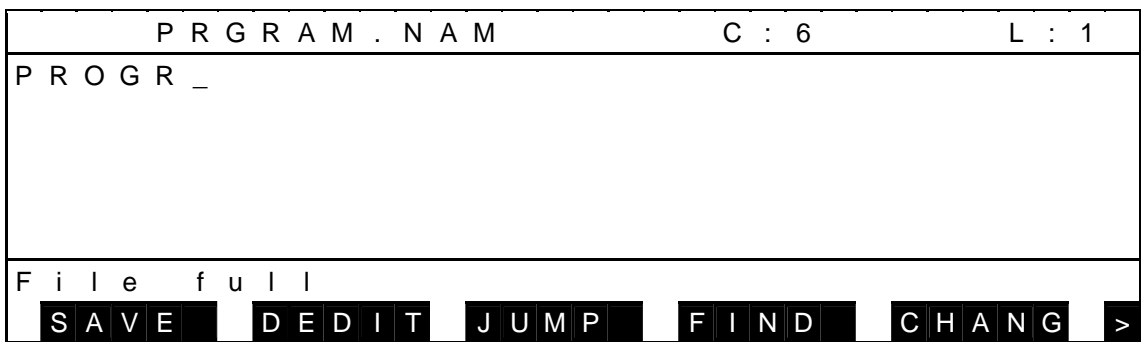 PRGRAM.NAM C:6 L:1
PROGR_
File full
SAVE DEDIT JUMP FIND CHANG >